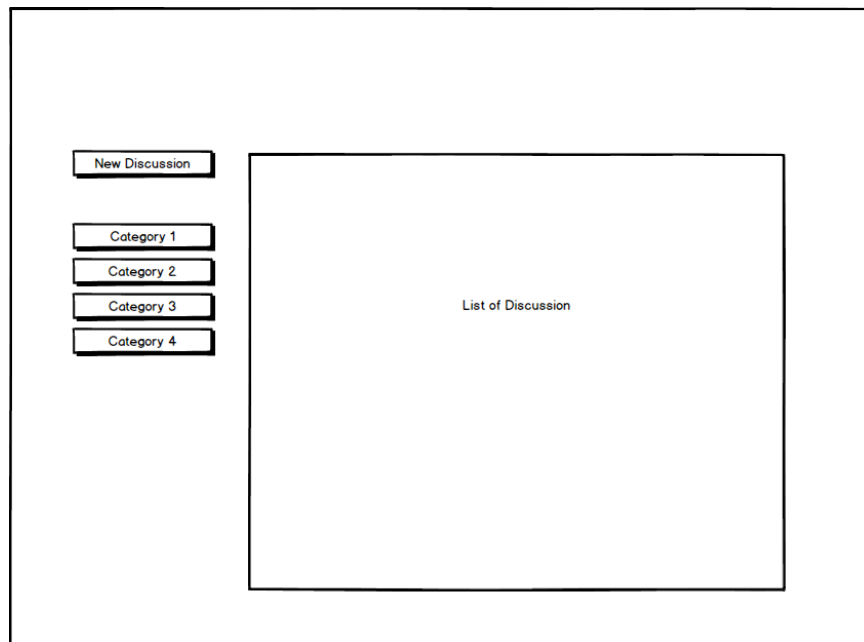 New Discussion
Category 1
Category 2
Category 3
Category 4
List of Discussion